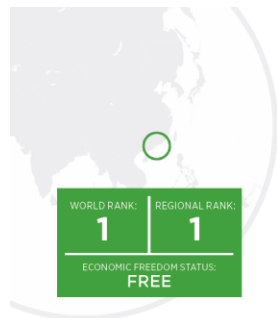 WORLD RANK: REGIONAL RANK:
1 1
ECONOMIC FREEDOM STATUS:
FREE